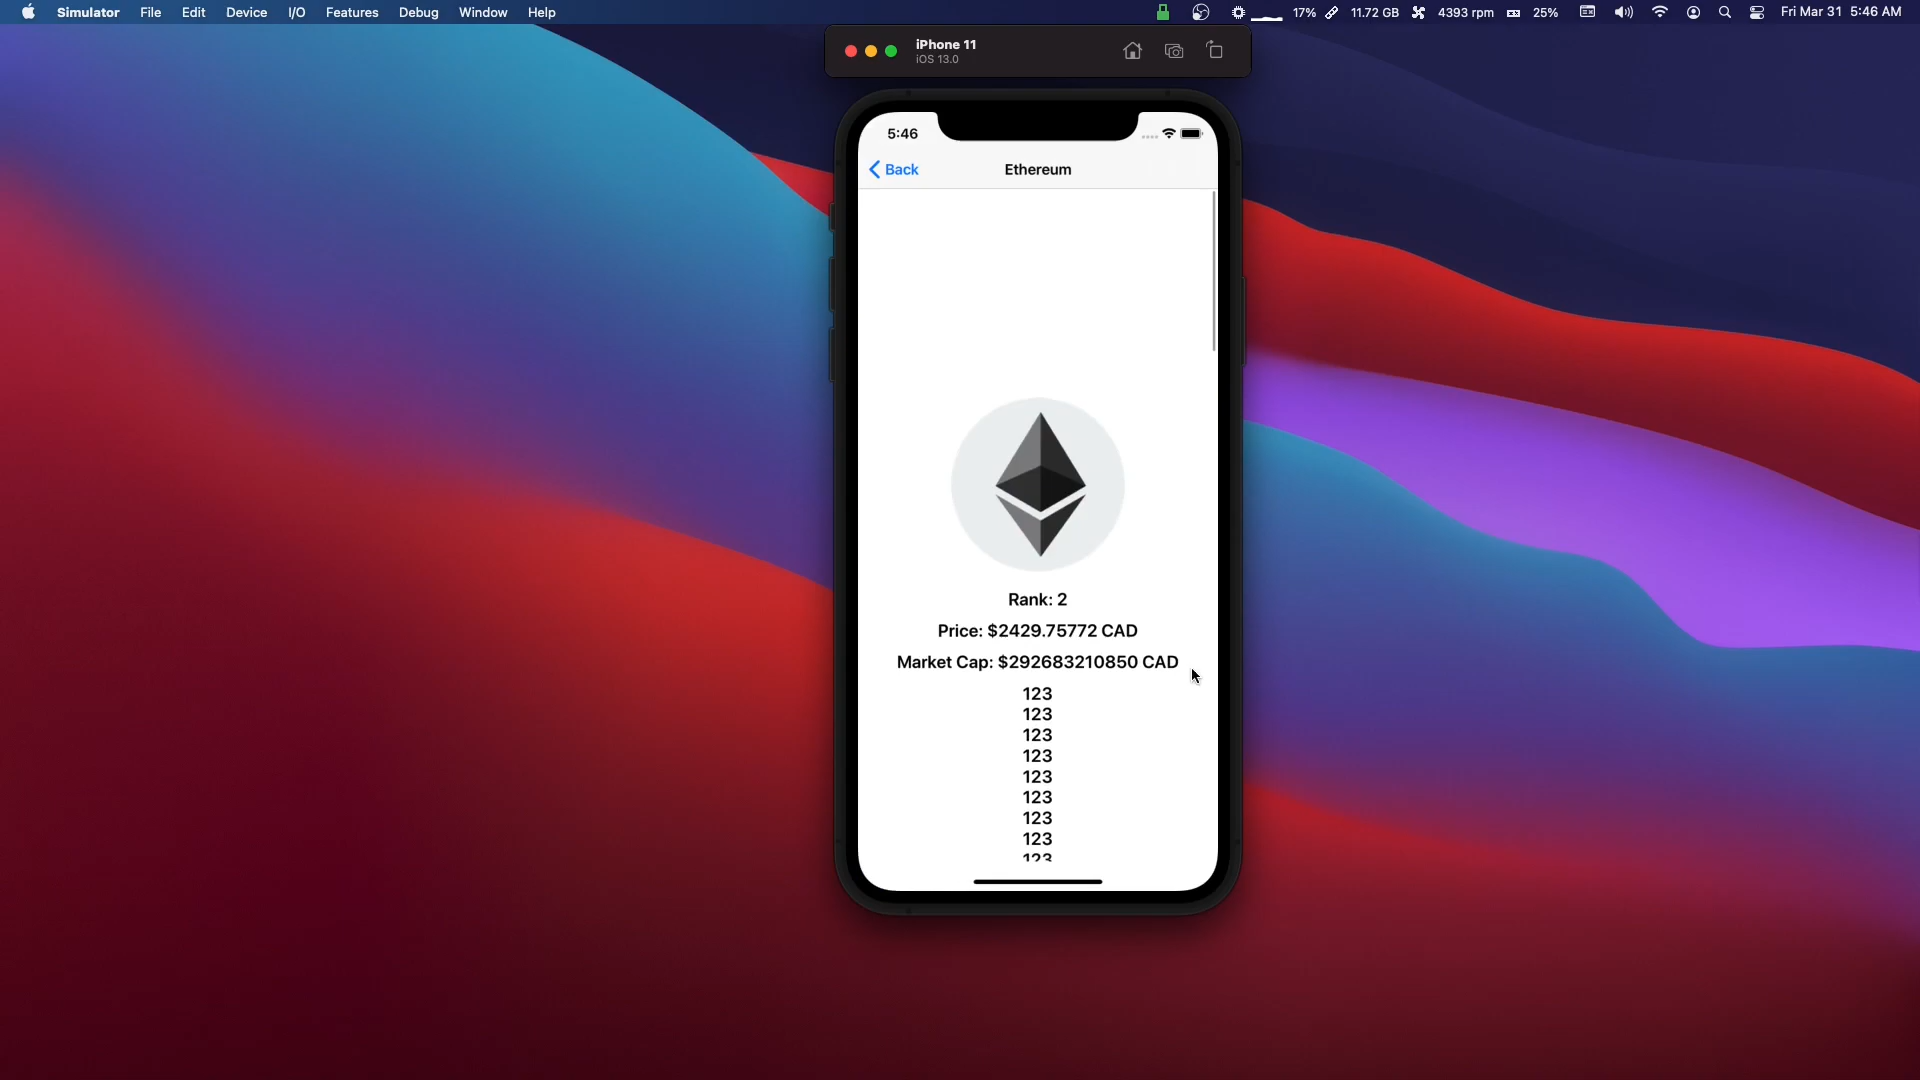 Simulator File Edit Device I/O Features Debug Window Help 17% 11.72 GB 4393 rpm 25% Fri Mar 31 5:46 AM
iPhone 11
iOS 13.0
5:46
Back Ethereum
Rank: 2
Price: $2429.75772 CAD
Market Cap: $292683210850 CAD
123
123
123
123
123
123
123
123
123